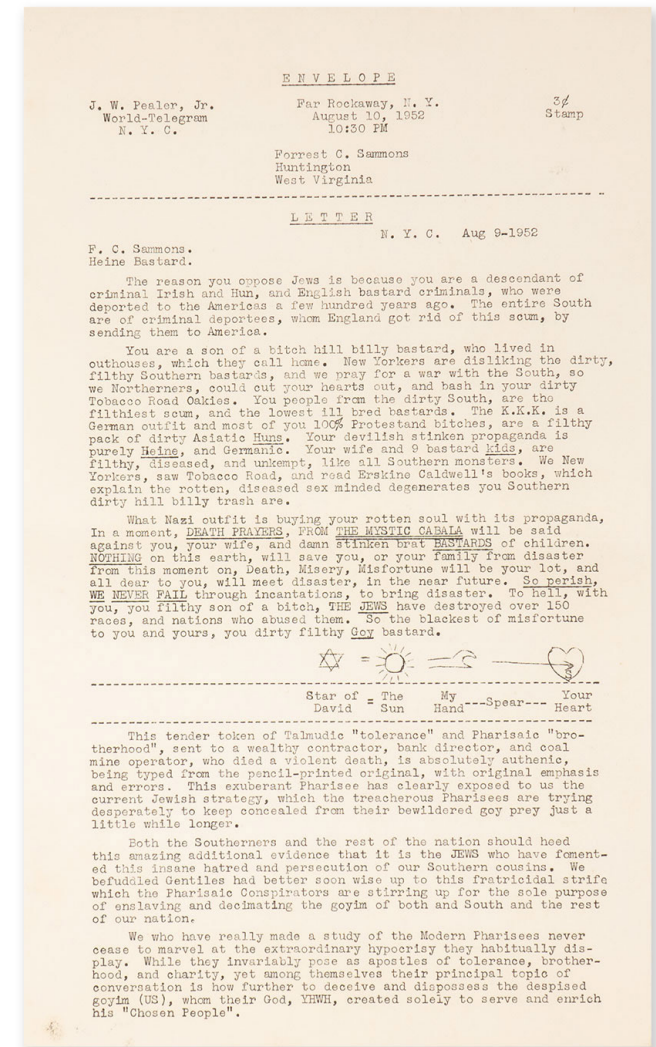 ENVELOPE
J. W. Pealer, Jr. Far Rockaway, N. Y. 3¢
World-Telegram August 10, 1952 Stamp
N. Y. C. 10:30 PM
Forrest C. Sammons
Huntington
West Virginia
LETTER
N. Y. C. Aug 9-1952
F. C. Sammons.
Heine Bastard.
The reason you oppose Jews is because you are a descendant of
criminal Irish and Hun, and English bastard criminals, who were
deported to the Americas a few hundred years ago. The entire South
are of criminal deportees, whom England got rid of this scum, by
sending them to America.
You are a son of a bitch hill billy bastard, who lived in
outhouses, which they call home. New Yorkers are disliking the dirty,
filthy Southern bastards, and we pray for a war with the South, so
we Northerners, could cut your hearts out, and bash in your dirty
Tobacco Road Oakies. You people from the dirty South, are the
filthiest scum, and the lowest ill bred bastards. The K.K.K. is a
German outfit and most of you 100% Protestand bitches, are a filthy
pack of dirty Asiatic Huns. Your devilish stinken propaganda is
purely Heine, and Germanic. Your wife and 9 bastard kids, are
filthy, diseased, and unkempt, like all Southern monsters. We New
Yorkers, saw Tobacco Road, and read Erskine Caldwell's books, which
explain the rotten, diseased sex minded degenerates you Southern
dirty hill billy trash are.
What Nazi outfit is buying your rotten soul with its propaganda,
In a moment, DEATH PRAYERS, FROM THE MYSTIC CABALA will be said
against you, your wife, and damn stinken brat BASTARDS of children.
NOTHING on this earth, will save you, or your family from disaster
from this moment on, Death, Misery, Misfortune will be your lot, and
all dear to you, will meet disaster, in the near future. So perish,
WE NEVER FAIL through incantations, to bring disaster. To hell, with
you, you filthy son of a bitch, THE JEWS have destroyed over 150
races, and nations who abused them. So the blackest of misfortune
to you and yours, you dirty filthy Goy bastard.
Star of = The My ---Spear--- Your
David Sun Hand Heart
This tender token of Talmudic "tolerance" and Pharisaic "bro-
therhood", sent to a wealthy contractor, bank director, and coal
mine operator, who died a violent death, is absolutely authenic,
being typed from the pencil-printed original, with original emphasis
and errors. This exuberant Pharisee has clearly exposed to us the
current Jewish strategy, which the treacherous Pharisees are trying
desperately to keep concealed from their bewildered goy prey just a
little while longer.
Both the Southerners and the rest of the nation should heed
this amazing additional evidence that it is the JEWS who have foment-
ed this insane hatred and persecution of our Southern cousins. We
befuddled Gentiles had better soon wise up to this fratricidal strife
which the Pharisaic Conspirators are stirring up for the sole purpose
of enslaving and decimating the goyim of both and South and the rest
of our nation.
We who have really made a study of the Modern Pharisees never
cease to marvel at the extraordinary hypocrisy they habitually dis-
play. While they invariably pose as apostles of tolerance, brother-
hood, and charity, yet among themselves their principal topic of
conversation is how further to deceive and dispossess the despised
goyim (US), whom their God, YHWH, created solely to serve and enrich
his "Chosen People".